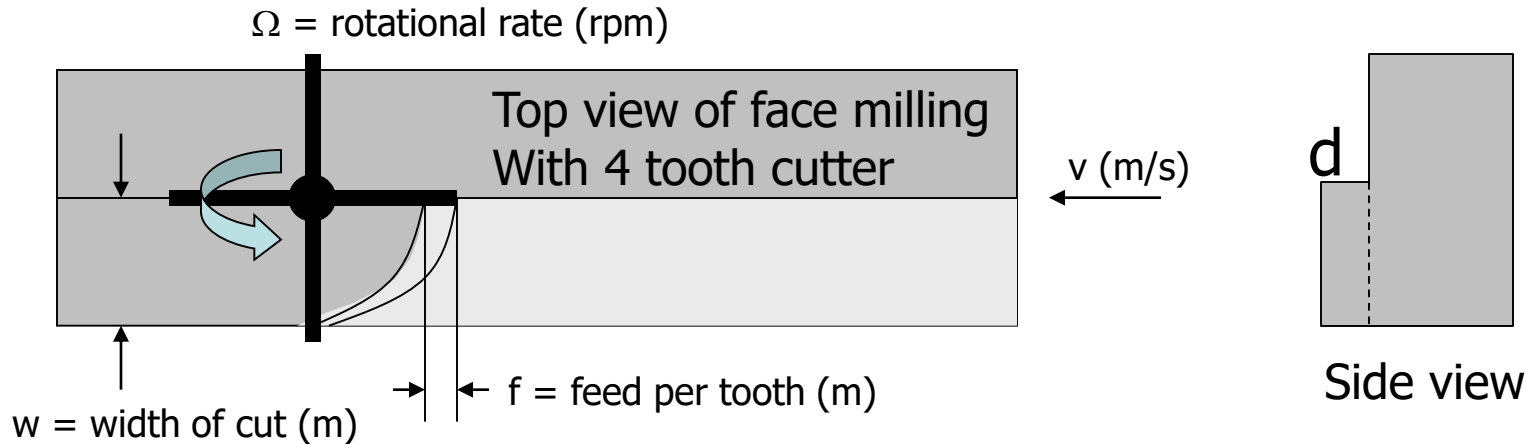 Ω = rotational rate (rpm)
Top view of face milling
With 4 tooth cutter
v (m/s)
d
f = feed per tooth (m)
w = width of cut (m)
Side view